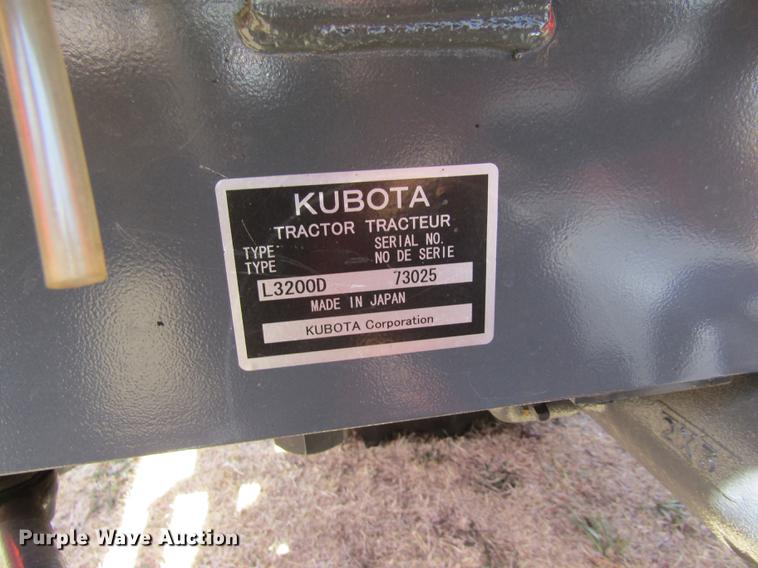 KUBOTA
TRACTOR TRACTEUR
TYPE SERIAL NO.
TYPE NO DE SERIE
L3200D 73025
MADE IN JAPAN
KUBOTA Corporation
Purple Wave Auction